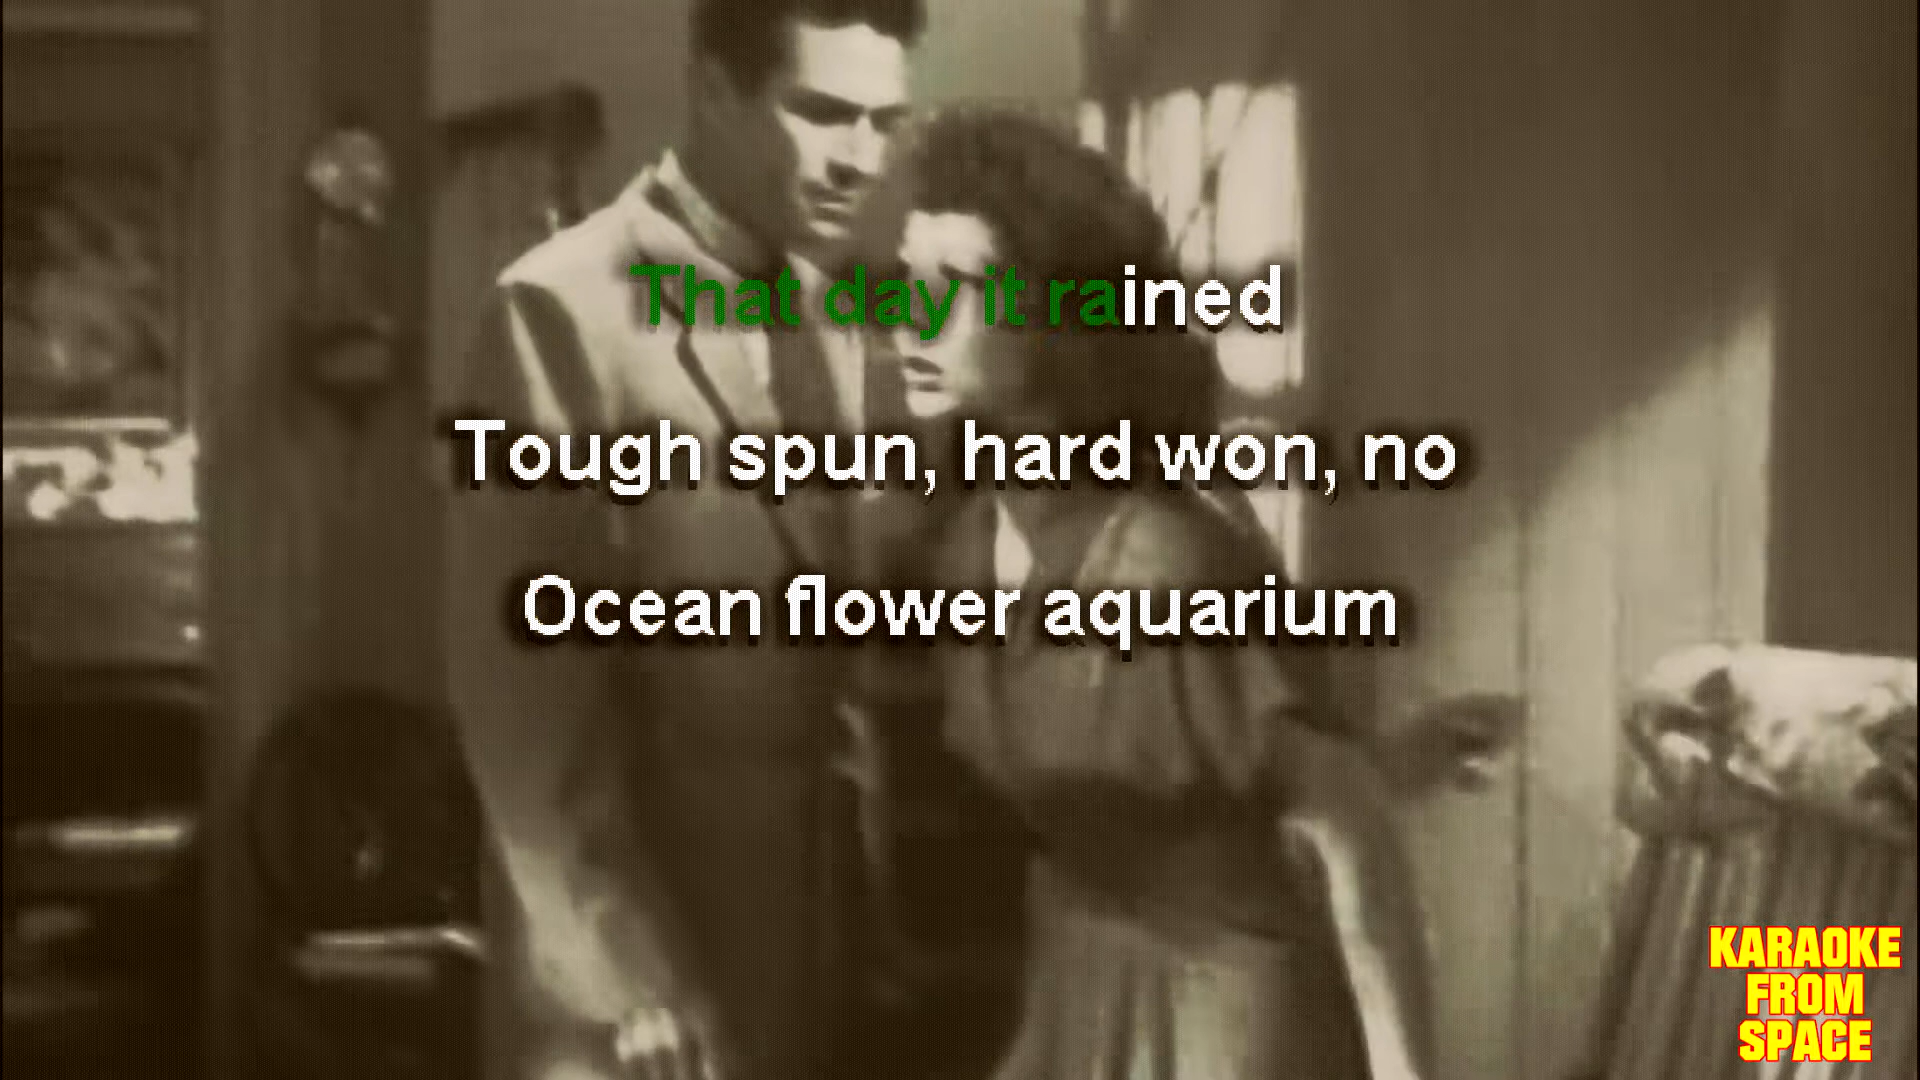 That day it rained
Tough spun, hard won, no
Ocean flower aquarium
KARAOKE
FROM
SPACE